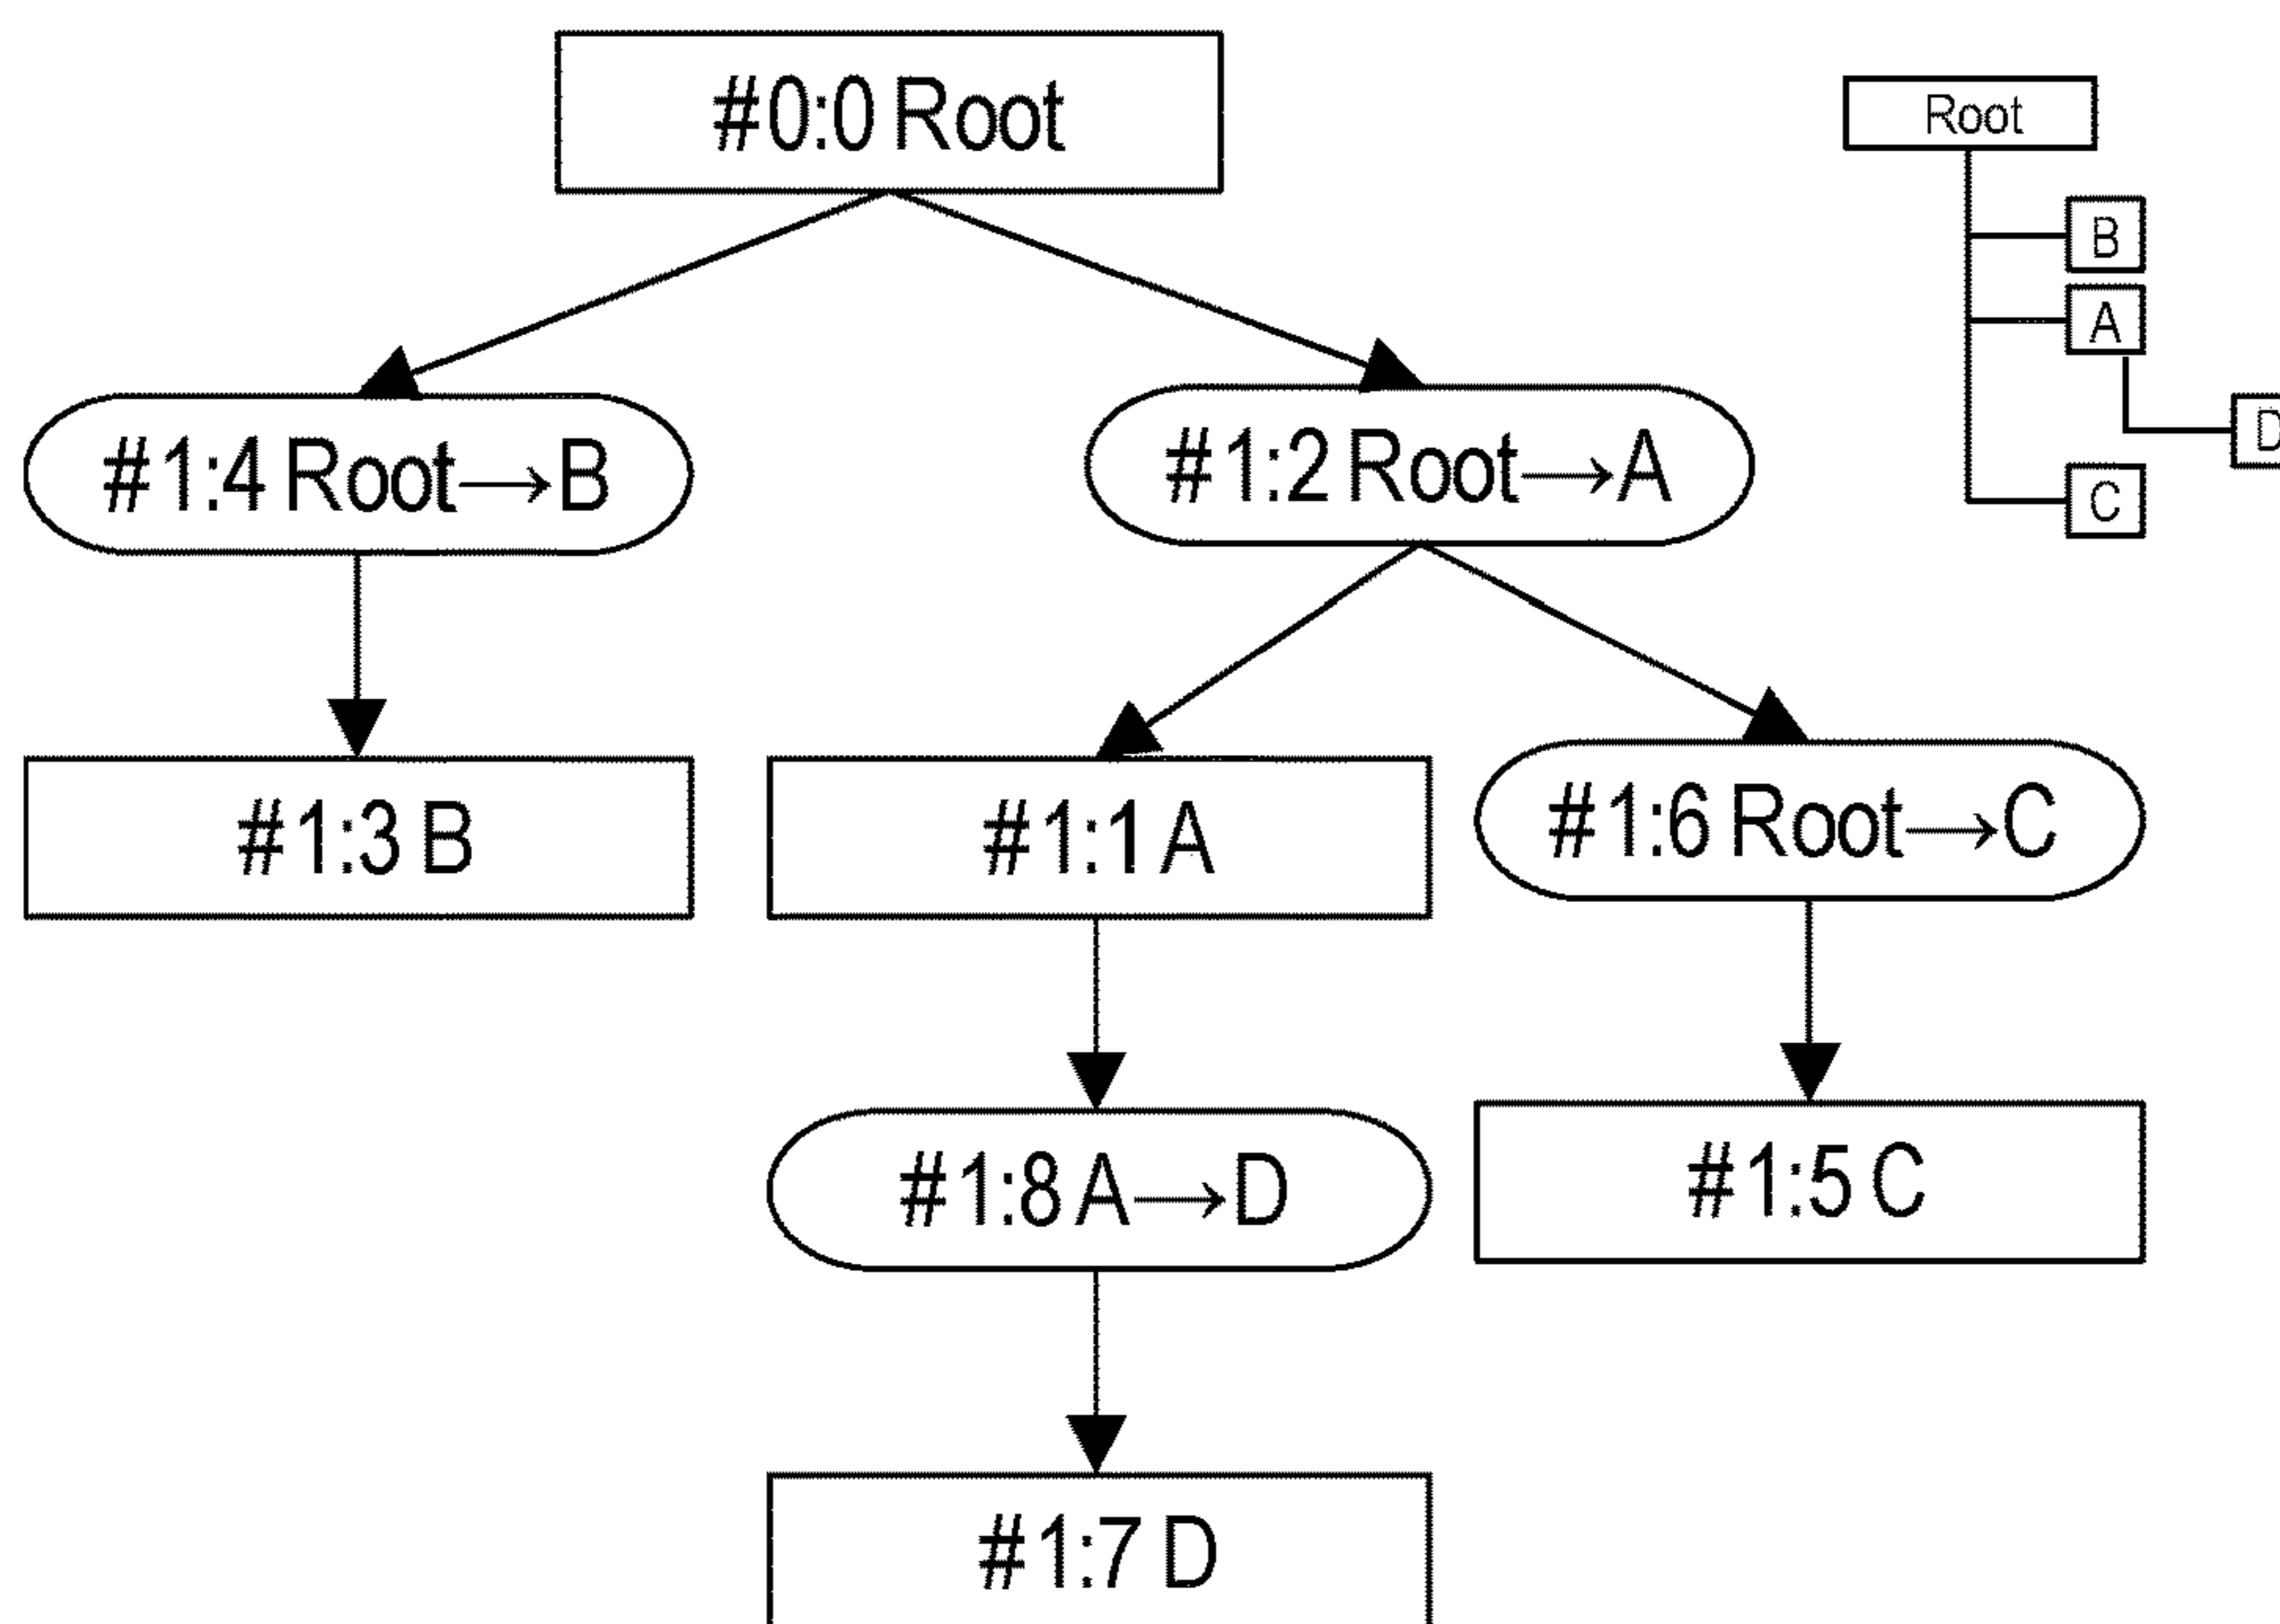 #0:0 Root
Root
B
A
D
C
#1:4 Root→B
#1:2 Root→A
#1:3 B
#1:1 A
#1:6 Root→C
#1:8 A→D
#1:5 C
#1:7 D